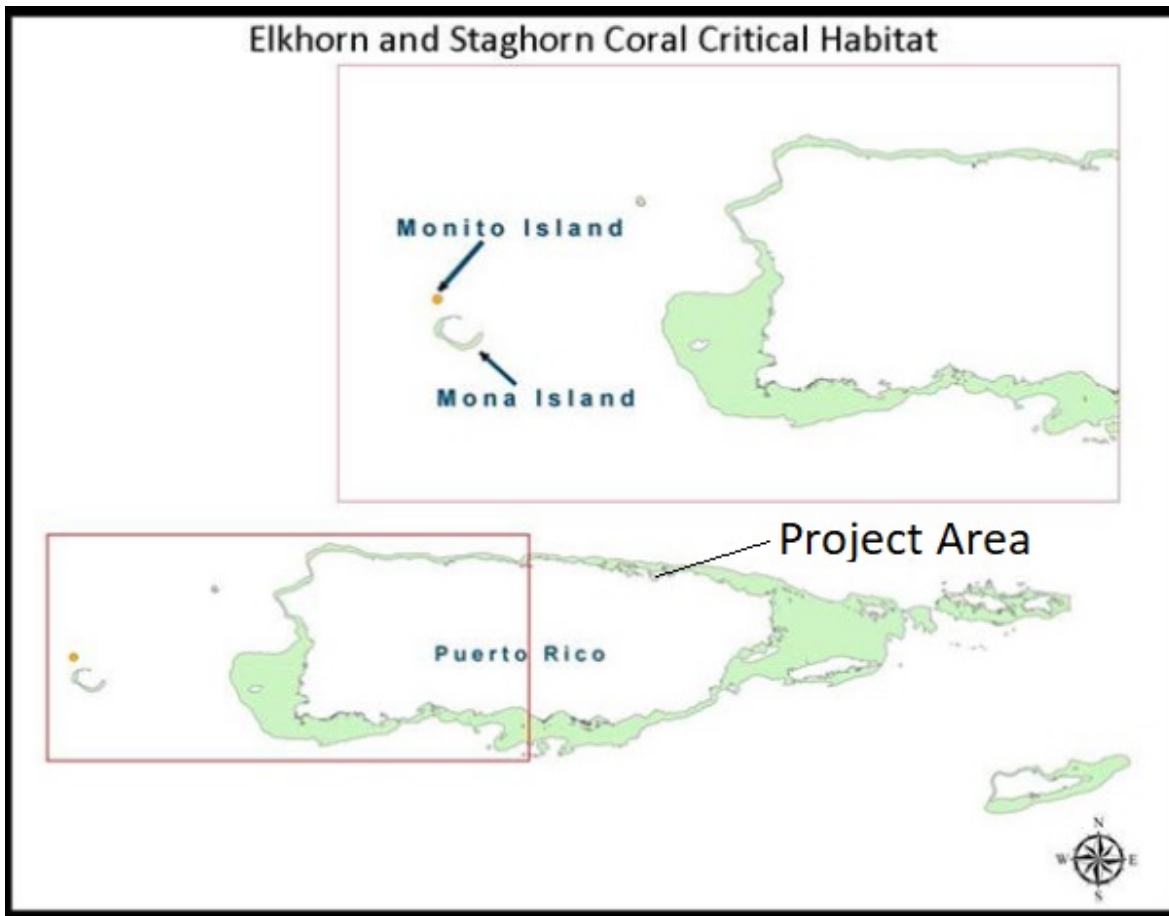 Elkhorn and Staghorn Coral Critical Habitat
Monito Island
Mona Island
Project Area
Puerto Rico
N
W E
S